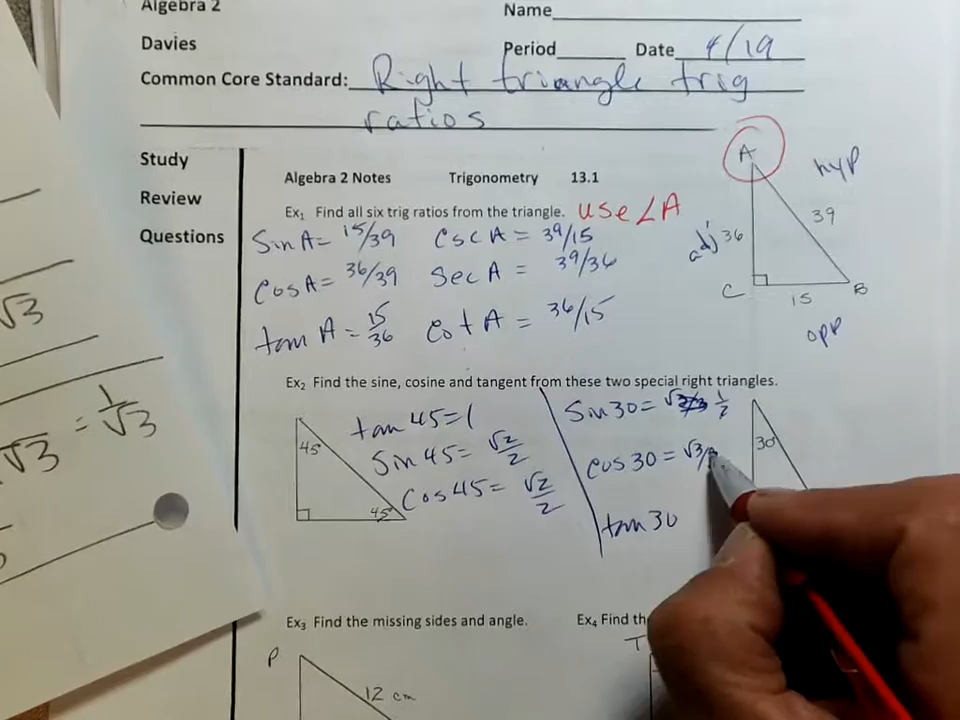 Algebra 2
Name
Davies
Period Date 4/19
Common Core Standard: Right triangle trig
ratios
Study
Review
Questions
Algebra 2 Notes Trigonometry 13.1
Ex1 Find all six trig ratios from the triangle. use ∠A
Sin A = 15/39 csc A = 39/15
cos A = 36/39 Sec A = 39/36
tan A = 15/36 cot A = 36/15
A
hyp
39
adj 36
C
15
B
opp
Ex2 Find the sine, cosine and tangent from these two special right triangles.
45°
45°
tan 45 = 1
Sin 45 = √2/2
Cos 45 = √2/2
Sin 30 = 1/2
cos 30 = √3/
tan 30
30°
Ex3 Find the missing sides and angle.
Ex4 Find th
P
12 cm
T
√3
√3 = 1/√3